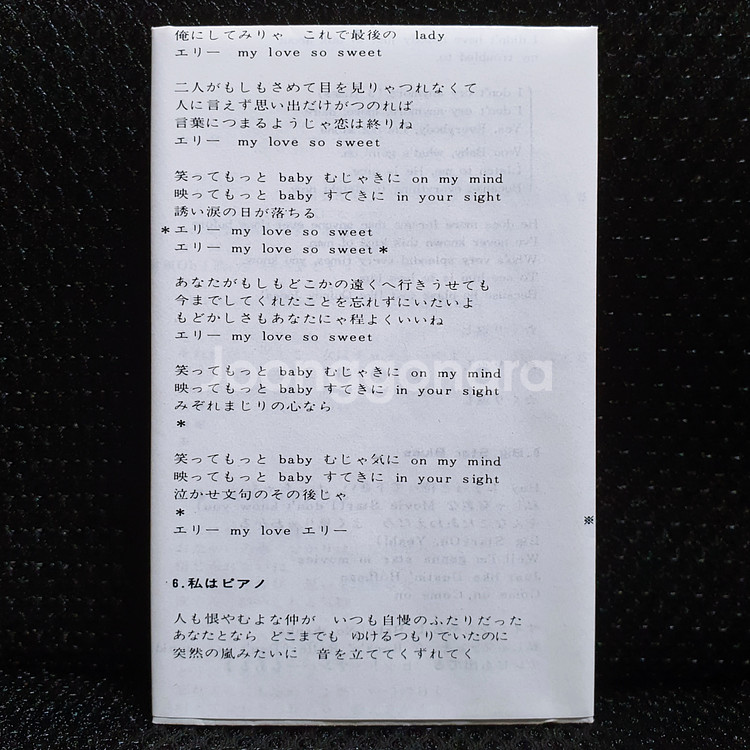 俺にしてみりゃ　これで最後の　lady
エリー　my love so sweet
二人がもしもさめて目を見りゃつれなくて
人に言えず思い出だけがつのれば
言葉につまるようじゃ恋は終りね
エリー　my love so sweet
笑ってもっと baby むじゃきに on my mind
映ってもっと baby すてきに in your sight
誘い涙の日が落ちる
*エリー my love so sweet
エリー my love so sweet*
あなたがもしもどこかの遠くへ行きうせても
今までしてくれたことを忘れずにいたいよ
もどかしさもあなたにゃ程よくいいね
エリー my love so sweet
笑ってもっと baby むじゃきに on my mind
映ってもっと baby すてきに in your sight
みぞれまじりの心なら
*
笑ってもっと baby むじゃ気に on my mind
映ってもっと baby すてきに in your sight
泣かせ文句のその後じゃ
*
※
エリー my love エリー
6.私はピアノ
人も恨やむよな仲が　いつも自慢のふたりだった
あなたとなら どこまでも ゆけるつもりでいたのに
突然の嵐みたいに　音を立ててくずれてく
Joonggonara